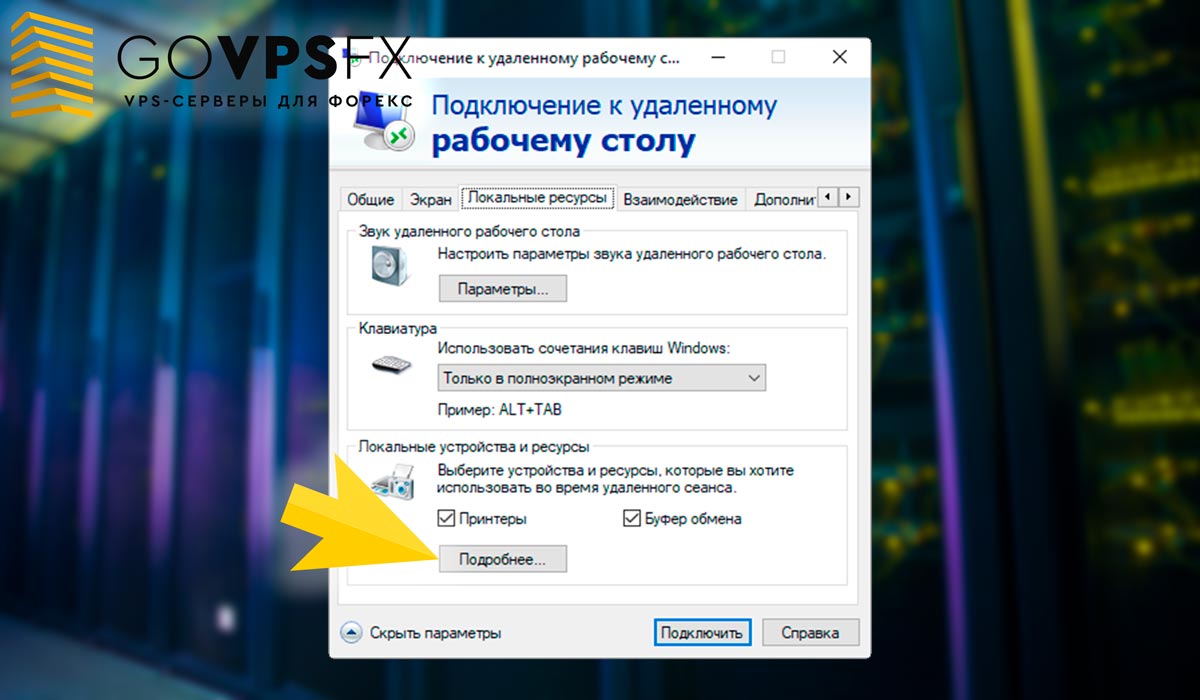 GOVPSFX
VPS-СЕРВЕРЫ ДЛЯ ФОРЕКС
Подключение к удаленному рабочему с...
Подключение к удаленному
рабочему столу
Общие Экран Локальные ресурсы Взаимодействие Дополнит
Звук удаленного рабочего стола
Настроить параметры звука удаленного рабочего стола.
Параметры...
Клавиатура
Использовать сочетания клавиш Windows:
Только в полноэкранном режиме
Пример: ALT+TAB
Локальные устройства и ресурсы
Выберите устройства и ресурсы, которые вы хотите
использовать во время удаленного сеанса.
Принтеры Буфер обмена
Подробнее...
Скрыть параметры Подключить Справка